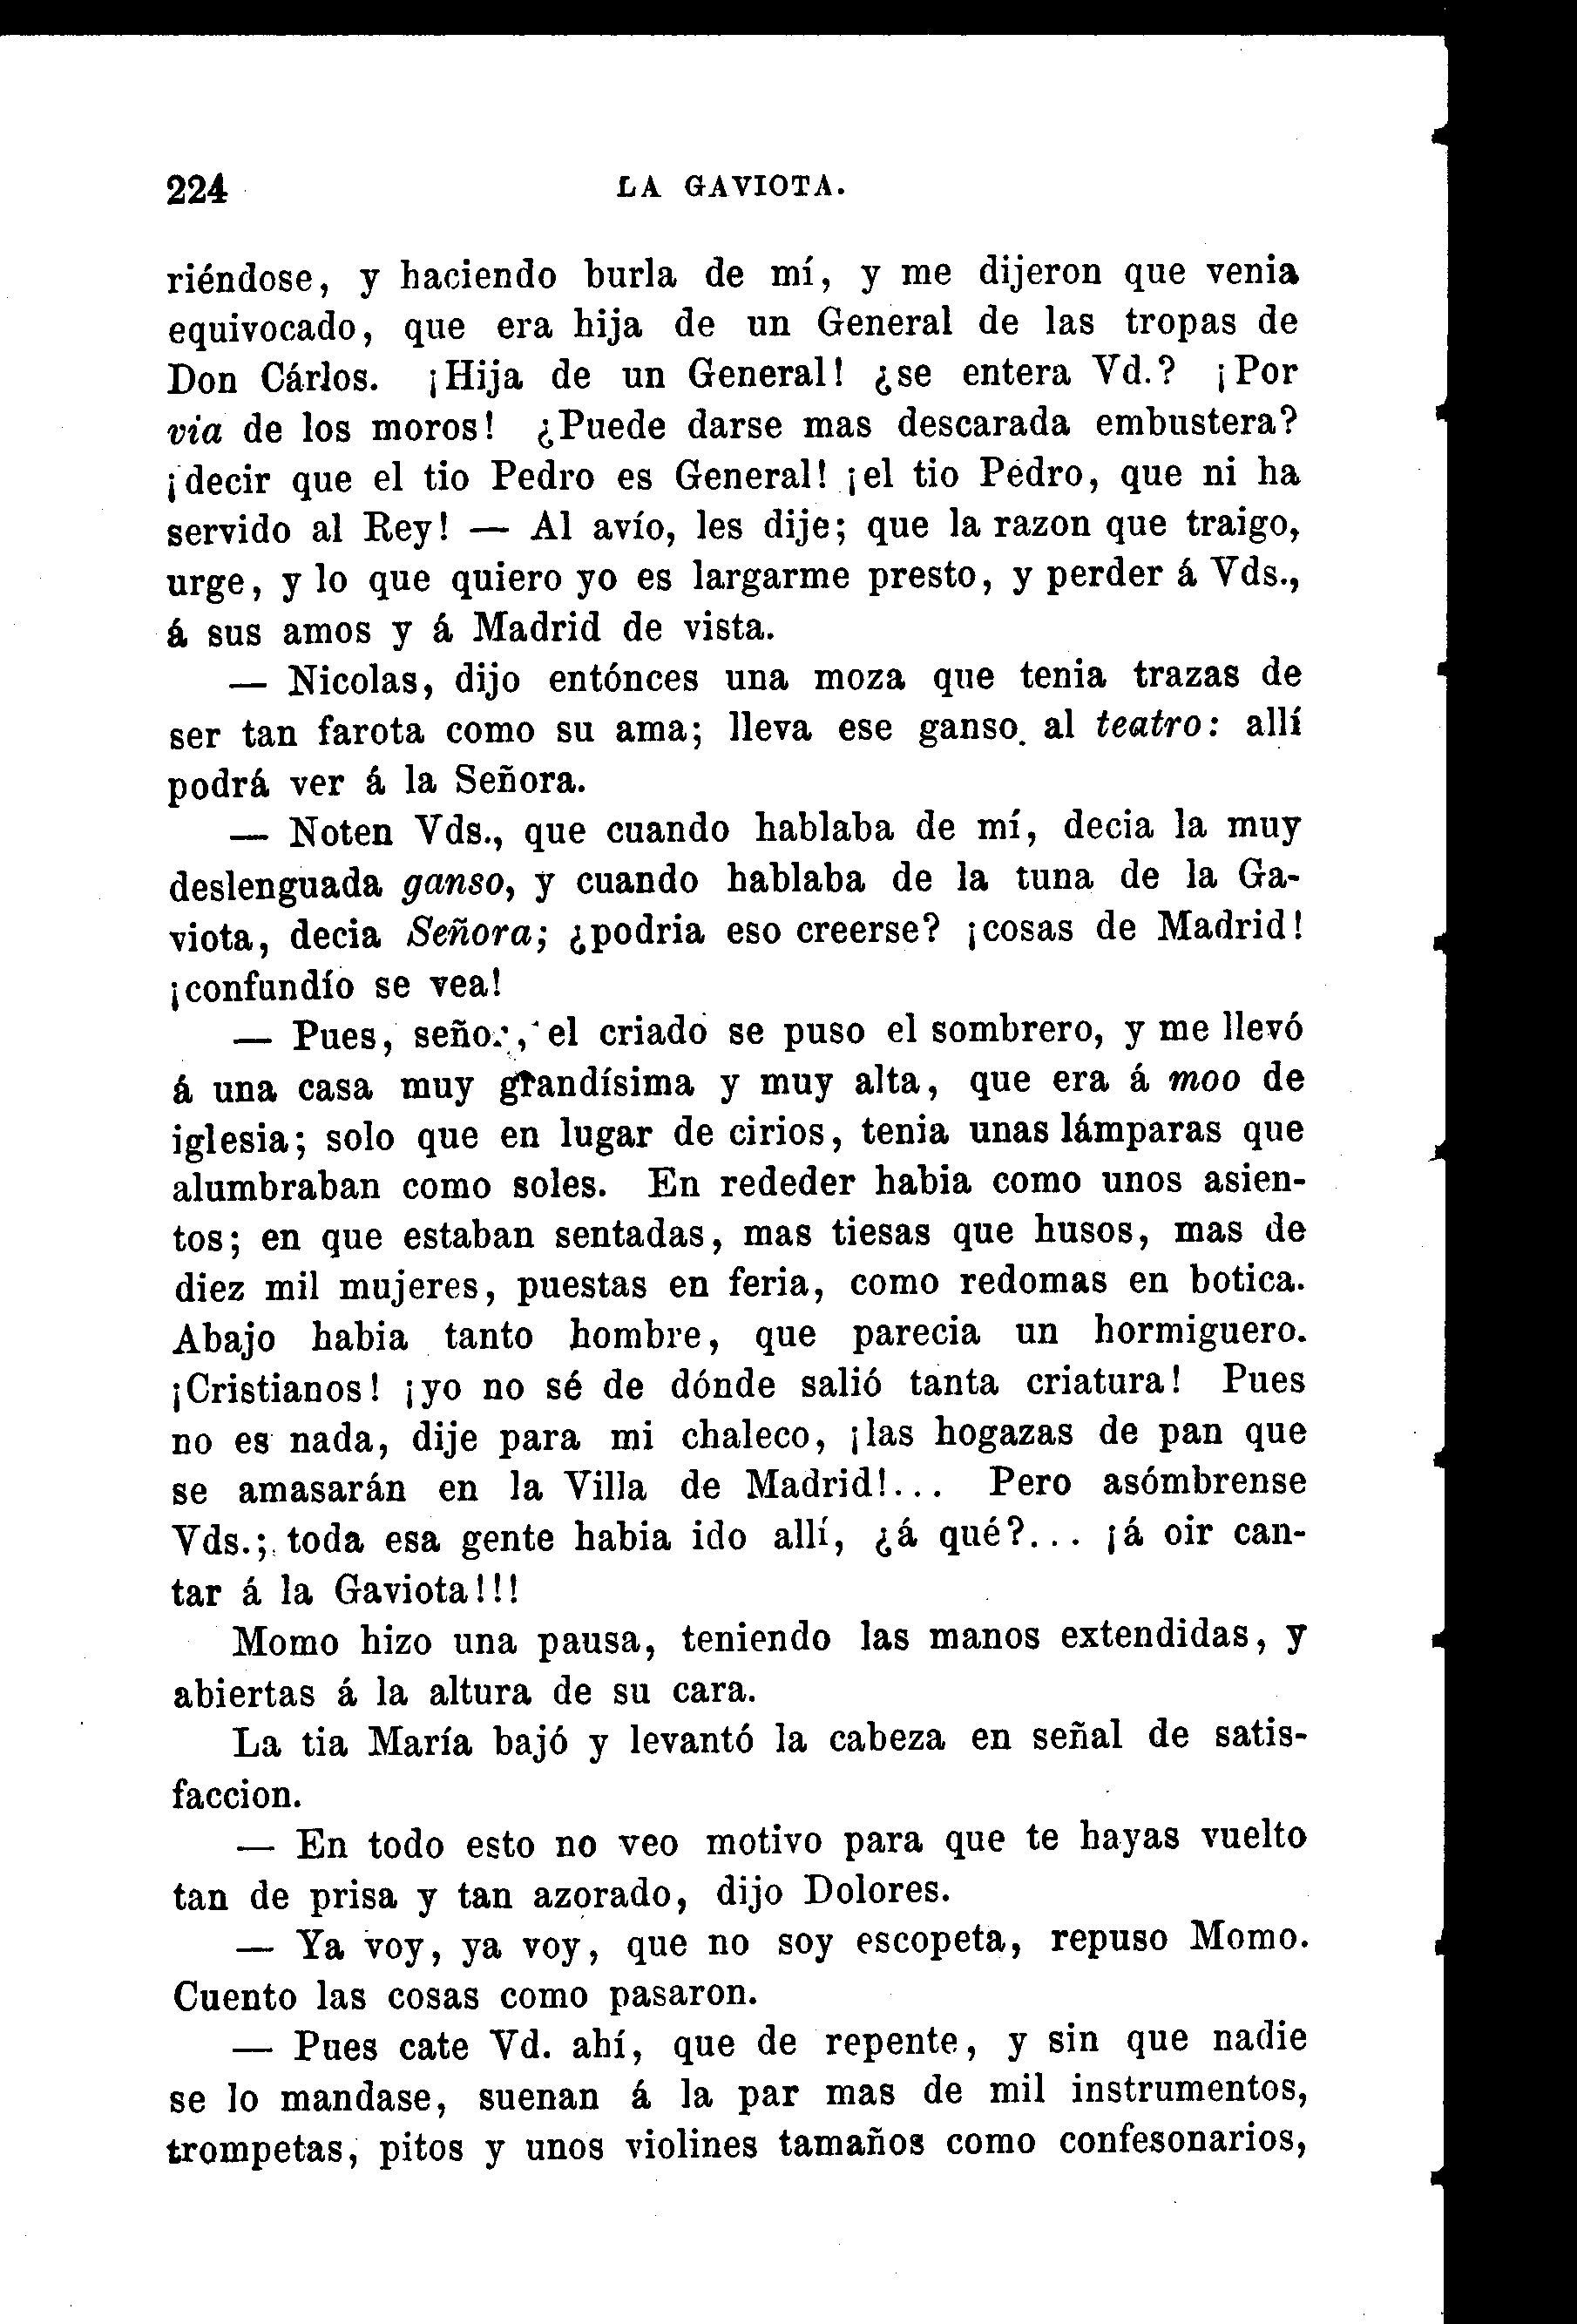 224 LA GAVIOTA.
riéndose, y haciendo burla de mí, y me dijeron que venia
equivocado, que era hija de un General de las tropas de
Don Cárlos. ¡Hija de un General! ¿se entera Vd.? ¡Por
via de los moros! ¿Puede darse mas descarada embustera?
¡decir que el tio Pedro es General! ¡el tio Pedro, que ni ha
servido al Rey! — Al avío, les dije; que la razon que traigo,
urge, y lo que quiero yo es largarme presto, y perder á Vds.,
á sus amos y á Madrid de vista.
— Nicolas, dijo entónces una moza que tenia trazas de
ser tan farota como su ama; lleva ese ganso al teatro: allí
podrá ver á la Señora.
— Noten Vds., que cuando hablaba de mí, decia la muy
deslenguada ganso, y cuando hablaba de la tuna de la Ga-
viota, decia Señora; ¿podria eso creerse? ¡cosas de Madrid!
¡confundío se vea!
— Pues, señor, el criado se puso el sombrero, y me llevó
á una casa muy grandísima y muy alta, que era á moo de
iglesia; solo que en lugar de cirios, tenia unas lámparas que
alumbraban como soles. En rededer habia como unos asien-
tos; en que estaban sentadas, mas tiesas que husos, mas de
diez mil mujeres, puestas en feria, como redomas en botica.
Abajo habia tanto hombre, que parecia un hormiguero.
¡Cristianos! ¡yo no sé de dónde salió tanta criatura! Pues
no es nada, dije para mi chaleco, ¡las hogazas de pan que
se amasarán en la Villa de Madrid!... Pero asómbrense
Vds.; toda esa gente habia ido allí, ¿á qué?... ¡á oir can-
tar á la Gaviota!!!
Momo hizo una pausa, teniendo las manos extendidas, y
abiertas á la altura de su cara.
La tia María bajó y levantó la cabeza en señal de satis-
faccion.
— En todo esto no veo motivo para que te hayas vuelto
tan de prisa y tan azorado, dijo Dolores.
— Ya voy, ya voy, que no soy escopeta, repuso Momo.
Cuento las cosas como pasaron.
— Pues cate Vd. ahí, que de repente, y sin que nadie
se lo mandase, suenan á la par mas de mil instrumentos,
trompetas, pitos y unos violines tamaños como confesonarios,